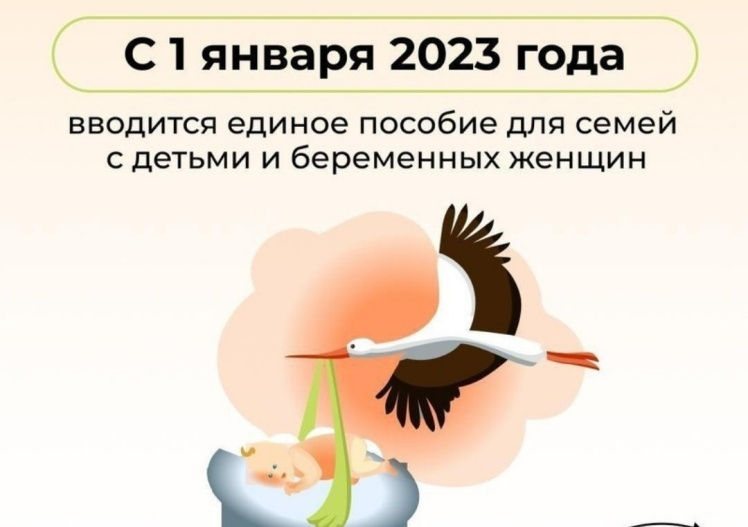 С 1 января 2023 года
вводится единое пособие для семей
с детьми и беременных женщин